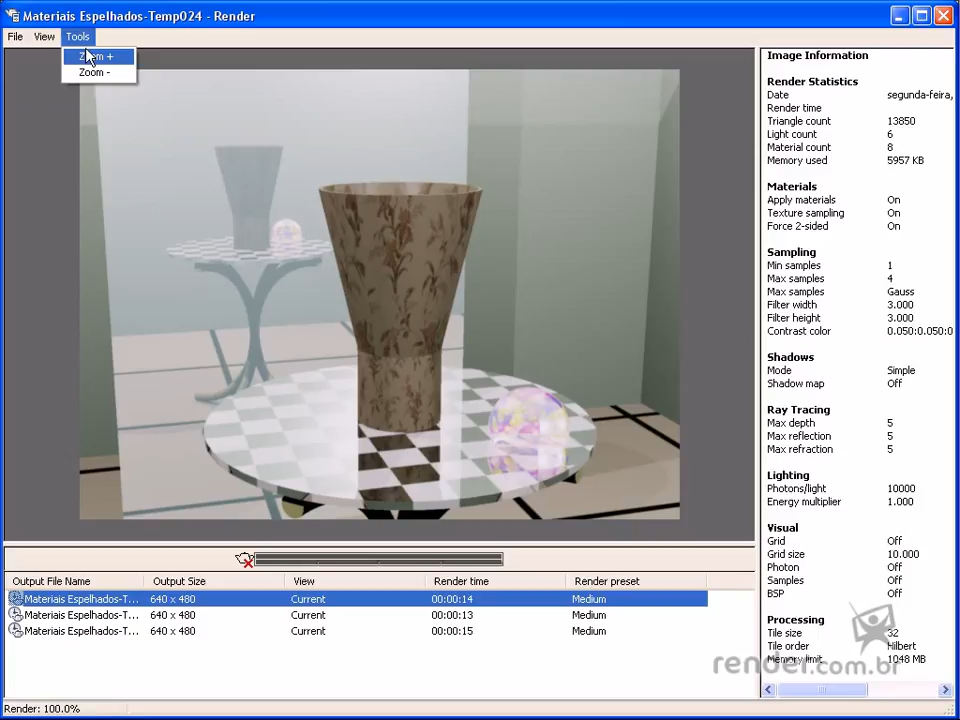 Materiais Espelhados-Temp024 - Render
File View Tools
Zoom +
Zoom -
Image Information
Render Statistics
Date segunda-feira,
Render time
Triangle count 13850
Light count 6
Material count 8
Memory used 5957 KB
Materials
Apply materials On
Texture sampling On
Force 2-sided On
Sampling
Min samples 1
Max samples 4
Max samples Gauss
Filter width 3.000
Filter height 3.000
Contrast color 0.050:0.050:0
Shadows
Mode Simple
Shadow map Off
Ray Tracing
Max depth 5
Max reflection 5
Max refraction 5
Lighting
Photons/light 10000
Energy multiplier 1.000
Visual
Grid Off
Grid size 10.000
Photon Off
Samples Off
BSP Off
Processing
Tile size 32
Tile order Hilbert
Memory limit 1048 MB
Output File Name Output Size View Render time Render preset
Materiais Espelhados-T... 640 x 480 Current 00:00:14 Medium
Materiais Espelhados-T... 640 x 480 Current 00:00:13 Medium
Materiais Espelhados-T... 640 x 480 Current 00:00:15 Medium
render.com.br
Render: 100.0%